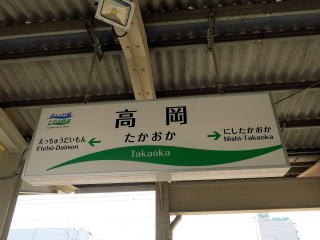 高岡
たかおか
えっちゅうだいもん
Etchū-Daimon
にしたかおか
Nishi-Takaoka
Takaoka